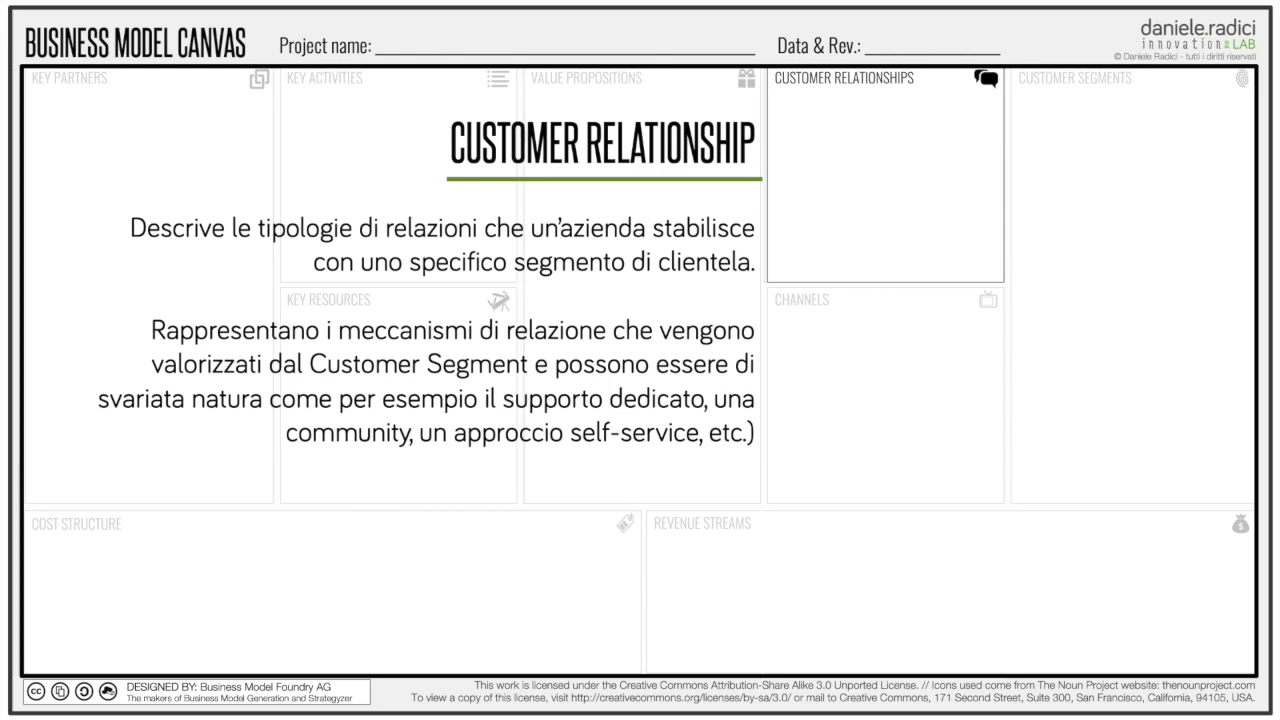 BUSINESS MODEL CANVAS
Project name:
Data & Rev.:
daniele.radici
innovation LAB
© Daniele Radici - tutti i diritti riservati
KEY PARTNERS
KEY ACTIVITIES
VALUE PROPOSITIONS
CUSTOMER RELATIONSHIPS
CUSTOMER SEGMENTS
CUSTOMER RELATIONSHIP
Descrive le tipologie di relazioni che un'azienda stabilisce
con uno specifico segmento di clientela.
KEY RESOURCES
CHANNELS
Rappresentano i meccanismi di relazione che vengono
valorizzati dal Customer Segment e possono essere di
svariata natura come per esempio il supporto dedicato, una
community, un approccio self-service, etc.)
COST STRUCTURE
REVENUE STREAMS
$
cc
DESIGNED BY: Business Model Foundry AG
The makers of Business Model Generation and Strategyzer
This work is licensed under the Creative Commons Attribution-Share Alike 3.0 Unported License. // Icons used come from The Noun Project website: thenounproject.com
To view a copy of this license, visit http://creativecommons.org/licenses/by-sa/3.0/ or mail to Creative Commons, 171 Second Street, Suite 300, San Francisco, California, 94105, USA.